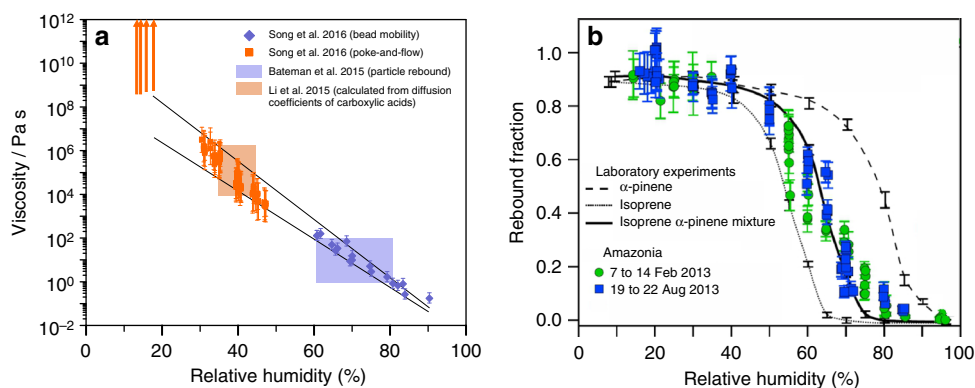 a
Song et al. 2016 (bead mobility)
Song et al. 2016 (poke-and-flow)
Bateman et al. 2015 (particle rebound)
Li et al. 2015 (calculated from diffusion
coefficients of carboxylic acids)
Viscosity / Pa s
10¹²
10¹⁰
10⁸
10⁶
10⁴
10²
10⁰
10⁻²
0
20
40
60
80
100
Relative humidity (%)
b
Rebound fraction
1.0
0.8
0.6
0.4
0.2
0.0
Laboratory experiments
α-pinene
Isoprene
Isoprene α-pinene mixture
Amazonia
7 to 14 Feb 2013
19 to 22 Aug 2013
0
20
40
60
80
100
Relative humidity (%)